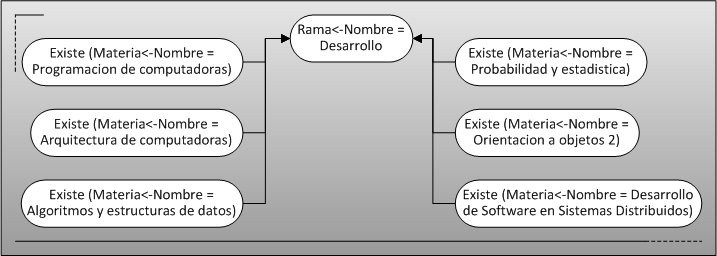 Rama<-Nombre =
Desarrollo
Existe (Materia<-Nombre =
Programacion de computadoras)
Existe (Materia<-Nombre =
Probabilidad y estadistica)
Existe (Materia<-Nombre =
Arquitectura de computadoras)
Existe (Materia<-Nombre =
Orientacion a objetos 2)
Existe (Materia<-Nombre =
Algoritmos y estructuras de datos)
Existe (Materia<-Nombre = Desarrollo
de Software en Sistemas Distribuidos)